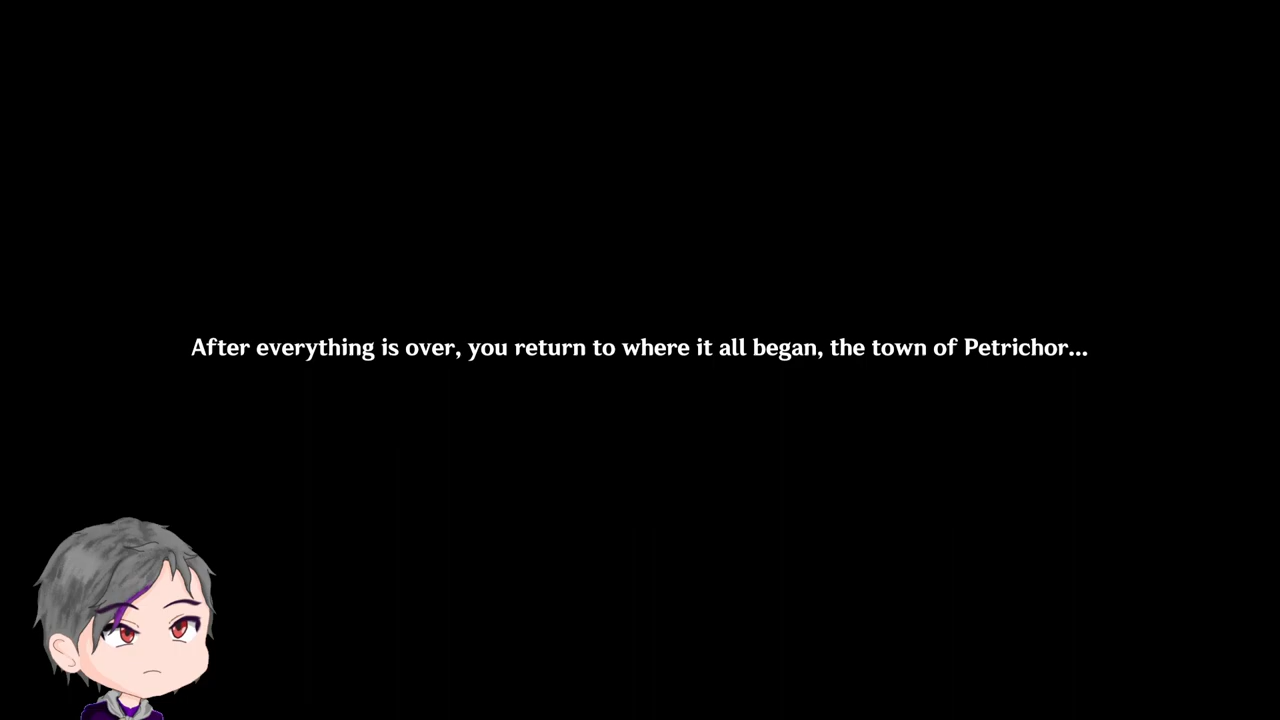 After everything is over, you return to where it all began, the town of Petrichor...